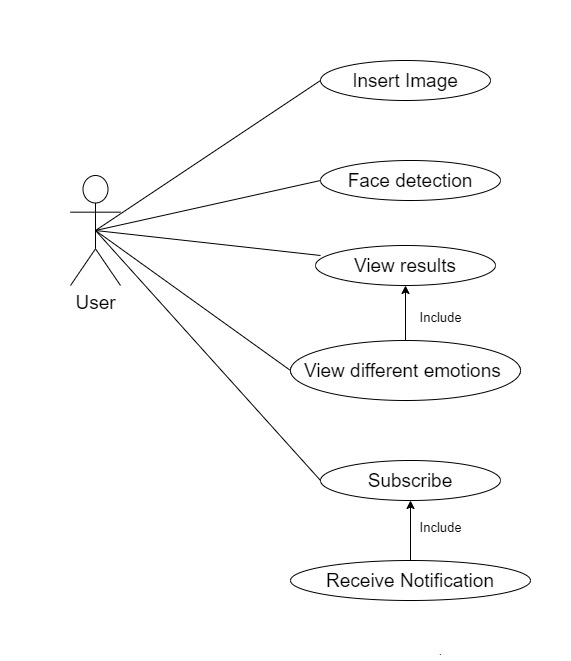 Insert Image
Face detection
View results
User
Include
View different emotions
Subscribe
Include
Receive Notification